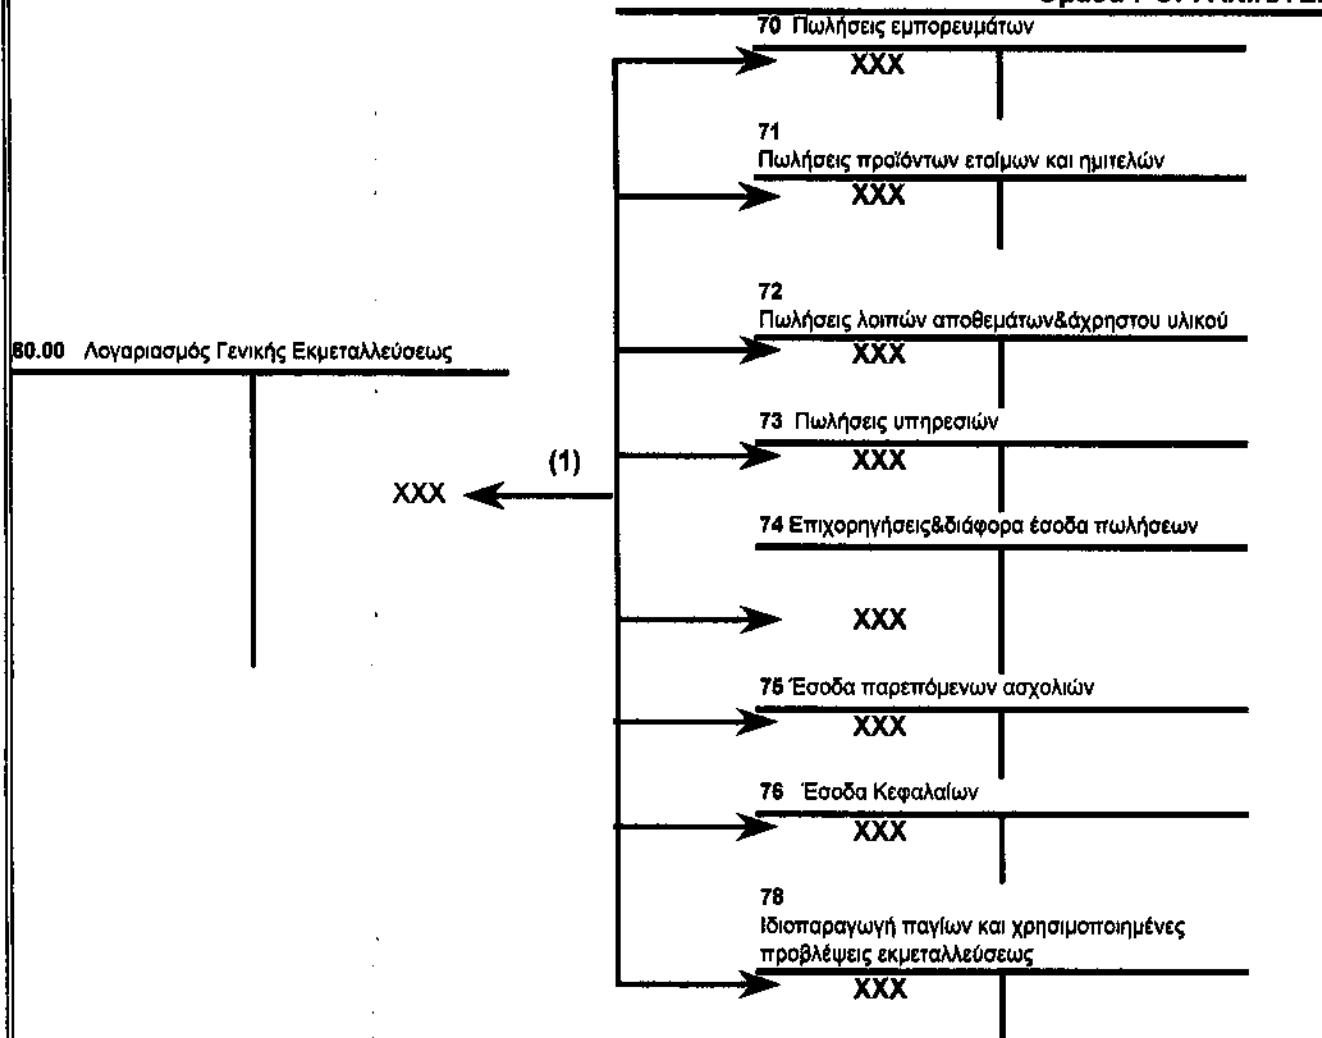 70 Πωλήσεις εμπορευμάτων
XXX
71
Πωλήσεις προϊόντων ετοίμων και ημιτελών
XXX
72
Πωλήσεις λοιπών αποθεμάτων&άχρηστου υλικού
XXX
80.00 Λογαριασμός Γενικής Εκμεταλλεύσεως
73 Πωλήσεις υπηρεσιών
XXX
(1)
XXX
74 Επιχορηγήσεις&διάφορα έσοδα πωλήσεων
XXX
75 Έσοδα παρεπόμενων ασχολιών
XXX
76 Έσοδα Κεφαλαίων
XXX
78
Ιδιοπαραγωγή παγίων και χρησιμοποιημένες
προβλέψεις εκμεταλλεύσεως
XXX